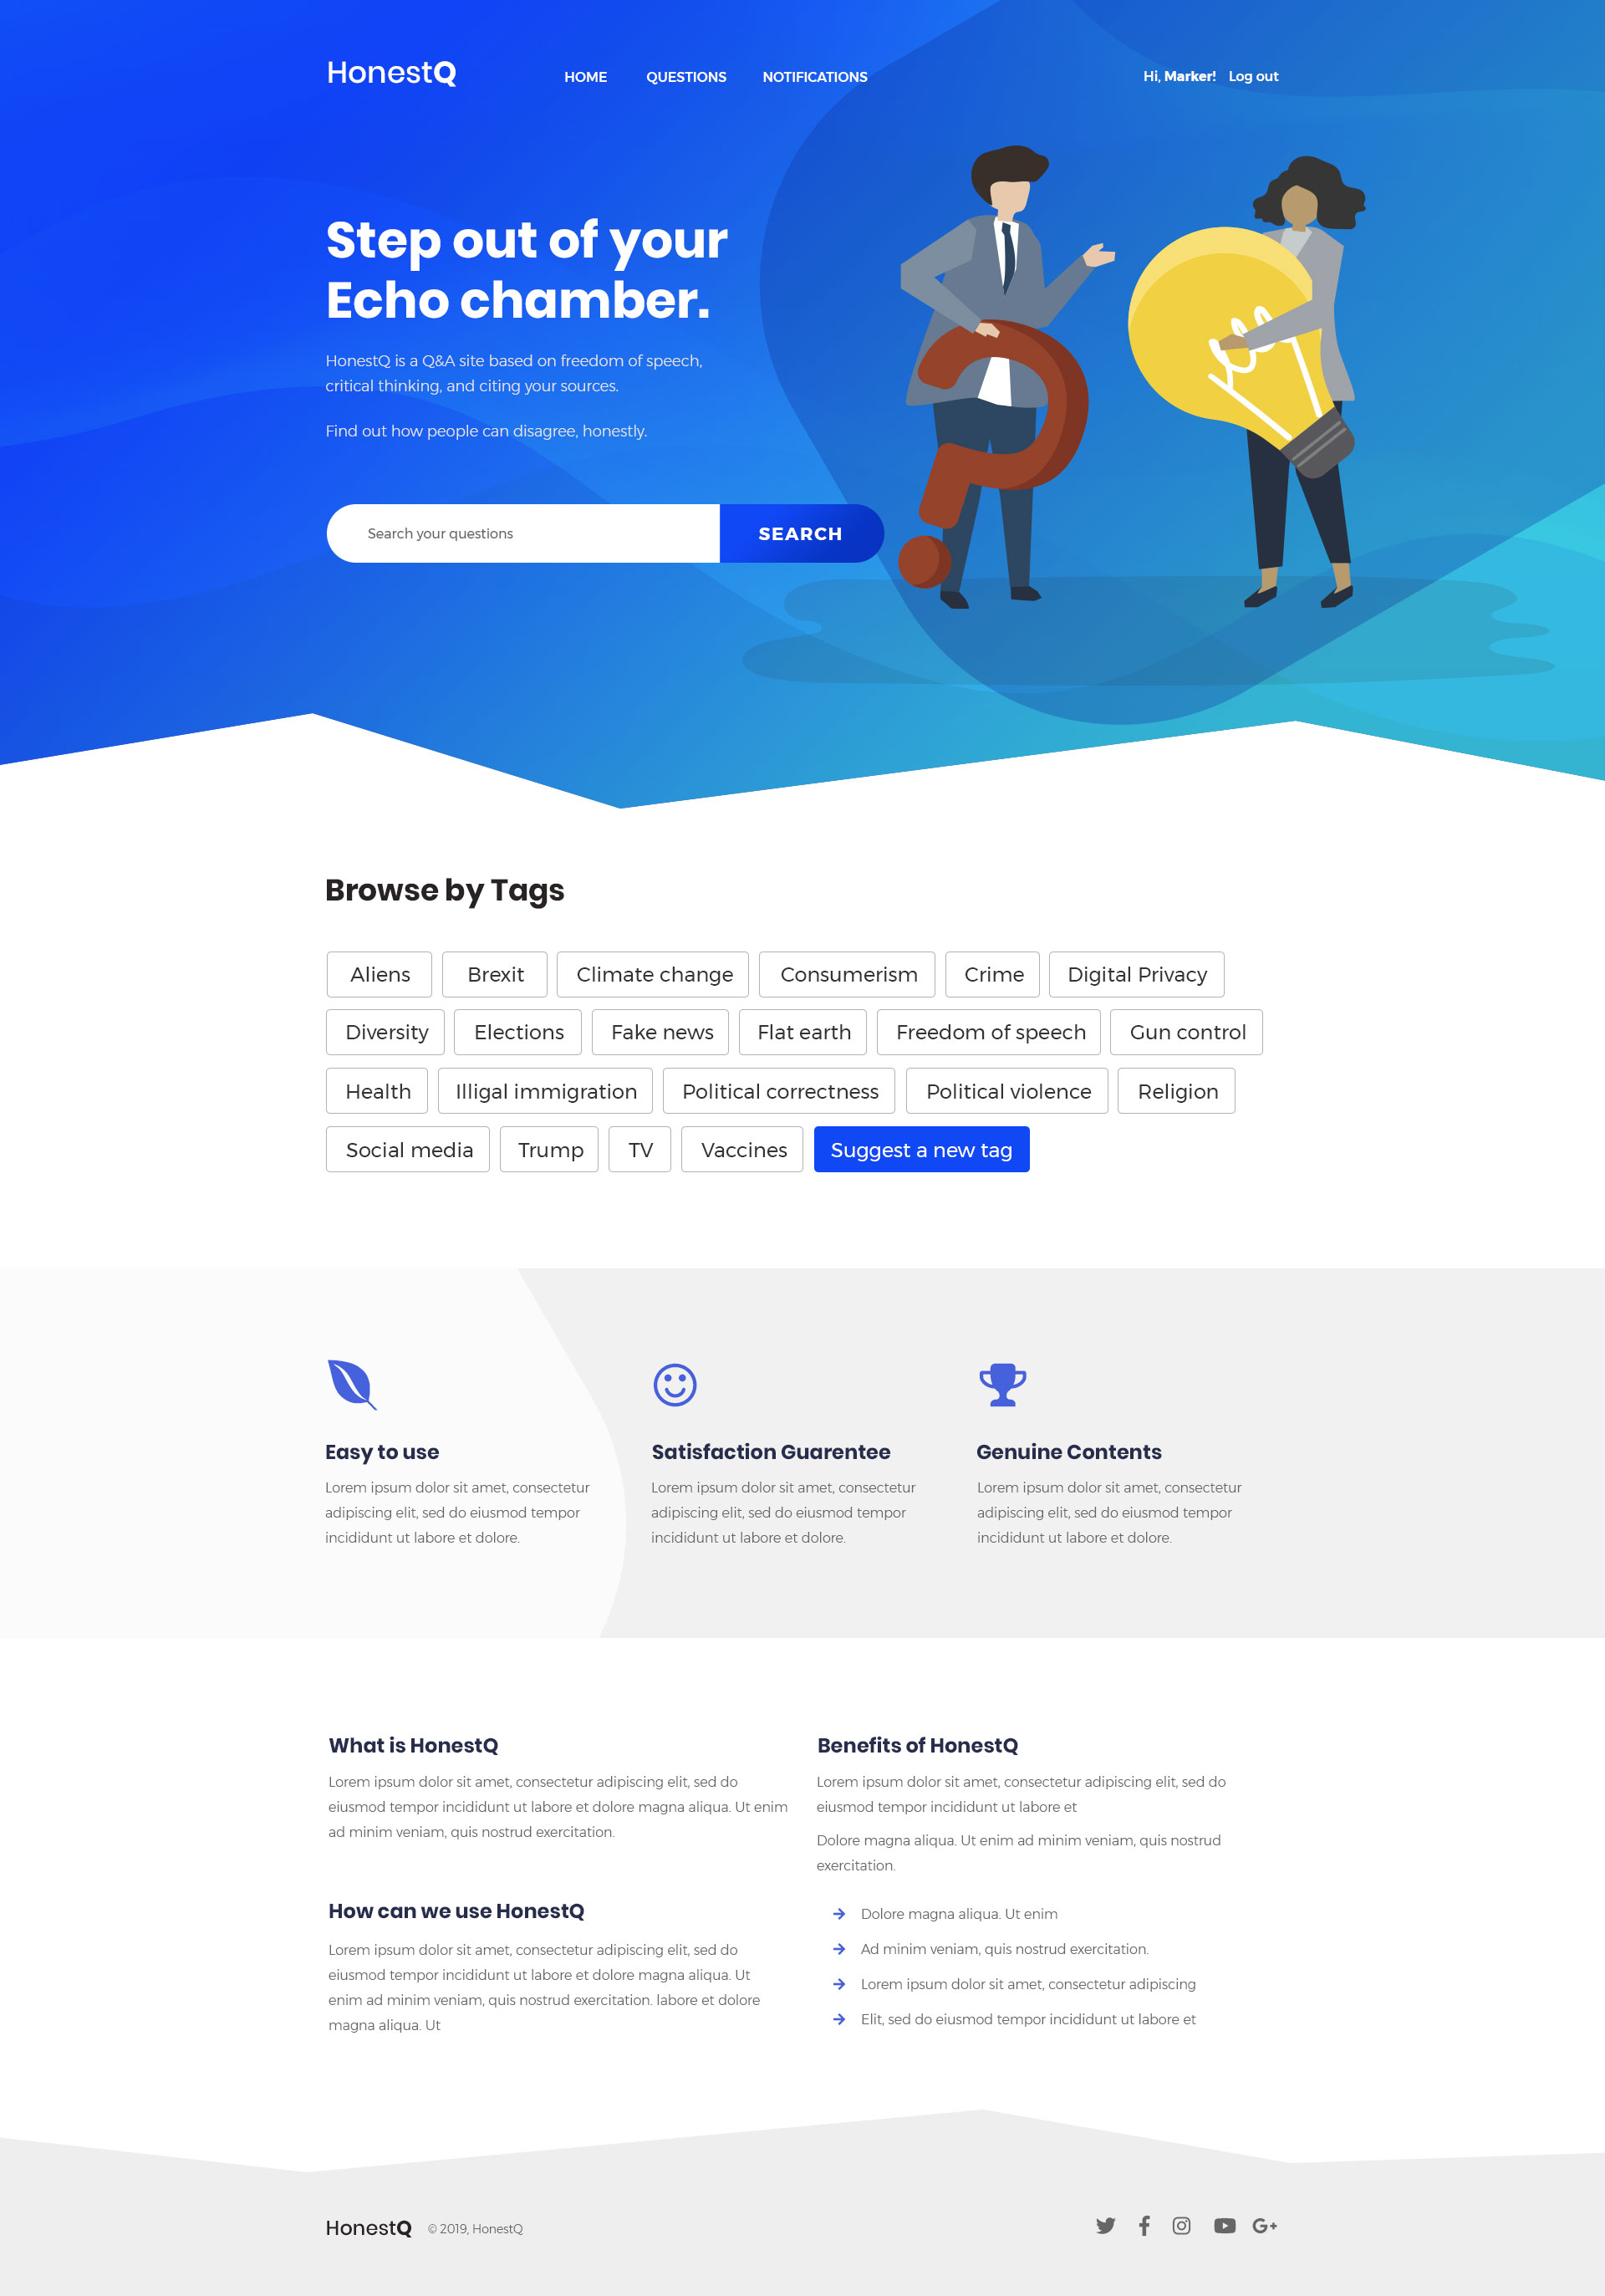 HonestQ
HOME
QUESTIONS
NOTIFICATIONS
Hi, Marker!
Log out
Step out of your
Echo chamber.
HonestQ is a Q&A site based on freedom of speech,
critical thinking, and citing your sources.
Find out how people can disagree, honestly.
Search your questions
SEARCH
Browse by Tags
Aliens
Brexit
Climate change
Consumerism
Crime
Digital Privacy
Diversity
Elections
Fake news
Flat earth
Freedom of speech
Gun control
Health
Illigal immigration
Political correctness
Political violence
Religion
Social media
Trump
TV
Vaccines
Suggest a new tag
Easy to use
Lorem ipsum dolor sit amet, consectetur
adipiscing elit, sed do eiusmod tempor
incididunt ut labore et dolore.
Satisfaction Guarentee
Lorem ipsum dolor sit amet, consectetur
adipiscing elit, sed do eiusmod tempor
incididunt ut labore et dolore.
Genuine Contents
Lorem ipsum dolor sit amet, consectetur
adipiscing elit, sed do eiusmod tempor
incididunt ut labore et dolore.
What is HonestQ
Lorem ipsum dolor sit amet, consectetur adipiscing elit, sed do
eiusmod tempor incididunt ut labore et dolore magna aliqua. Ut enim
ad minim veniam, quis nostrud exercitation.
How can we use HonestQ
Lorem ipsum dolor sit amet, consectetur adipiscing elit, sed do
eiusmod tempor incididunt ut labore et dolore magna aliqua. Ut
enim ad minim veniam, quis nostrud exercitation. labore et dolore
magna aliqua. Ut
Benefits of HonestQ
Lorem ipsum dolor sit amet, consectetur adipiscing elit, sed do
eiusmod tempor incididunt ut labore et
Dolore magna aliqua. Ut enim ad minim veniam, quis nostrud
exercitation.
Dolore magna aliqua. Ut enim
Ad minim veniam, quis nostrud exercitation.
Lorem ipsum dolor sit amet, consectetur adipiscing
Elit, sed do eiusmod tempor incididunt ut labore et
HonestQ
© 2019, HonestQ